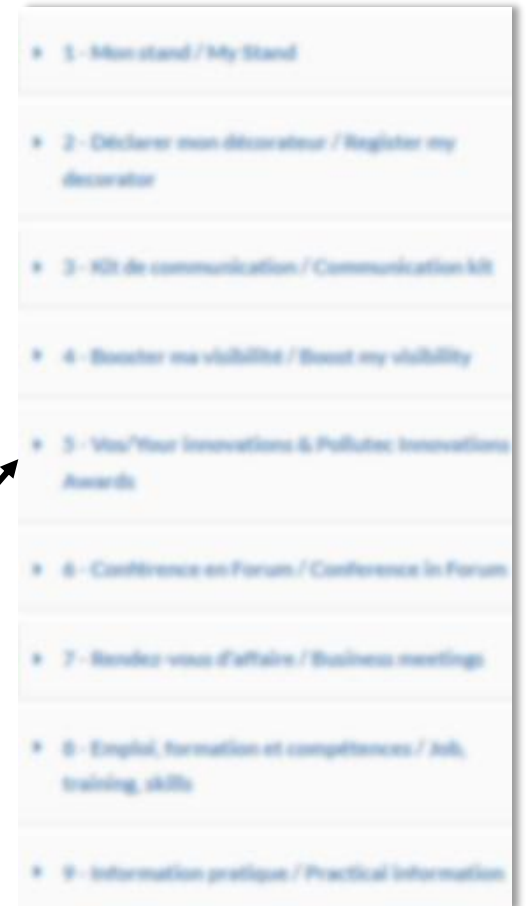 1 - Mon stand / My Stand
2 - Déclarer mon décorateur / Register my
decorator
3 - Kit de communication / Communication kit
4 - Booster ma visibilité / Boost my visibility
5 - Vos/Your innovations & Pollutec Innovations
Awards
6 - Conférence en Forum / Conference in Forum
7 - Rendez-vous d'affaire / Business meetings
8 - Emploi, formation et compétences / Job,
training, skills
9 - Information pratique / Practical information